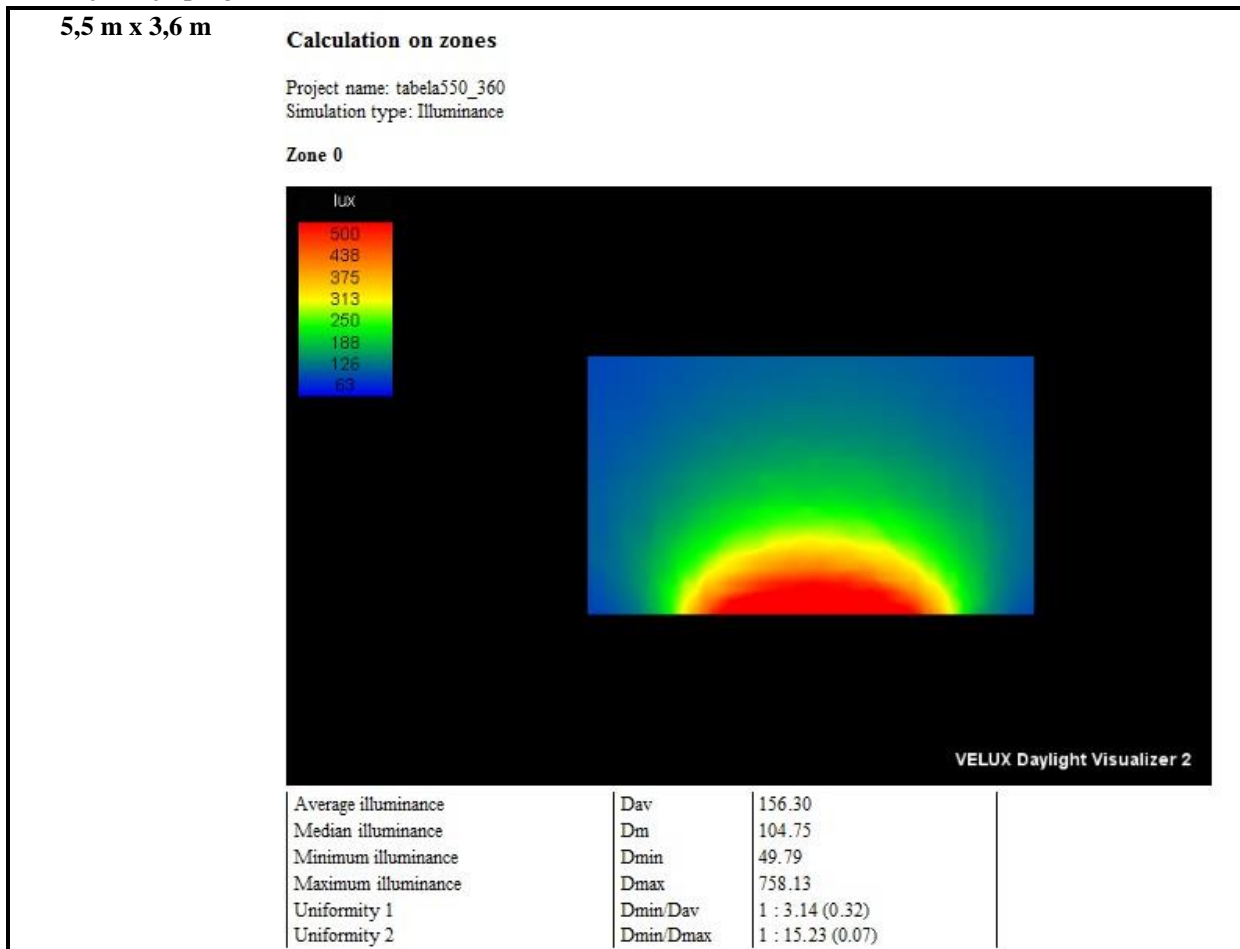 5,5 m x 3,6 m
Calculation on zones
Project name: tabela550_360
Simulation type: Illuminance
Zone 0
lux
500
438
375
313
250
188
126
63
VELUX Daylight Visualizer 2
Average illuminance Dav 156.30
Median illuminance Dm 104.75
Minimum illuminance Dmin 49.79
Maximum illuminance Dmax 758.13
Uniformity 1 Dmin/Dav 1 : 3.14 (0.32)
Uniformity 2 Dmin/Dmax 1 : 15.23 (0.07)